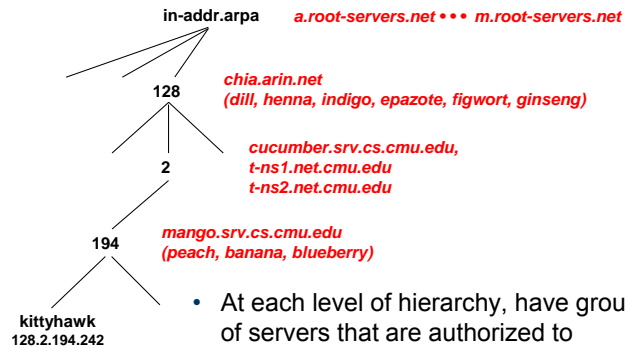 in-addr.arpa a.root-servers.net • • • m.root-servers.net
128 chia.arin.net
(dill, henna, indigo, epazote, figwort, ginseng)
2 cucumber.srv.cs.cmu.edu,
t-ns1.net.cmu.edu
t-ns2.net.cmu.edu
194 mango.srv.cs.cmu.edu
(peach, banana, blueberry)
kittyhawk
128.2.194.242
• At each level of hierarchy, have grou
of servers that are authorized to